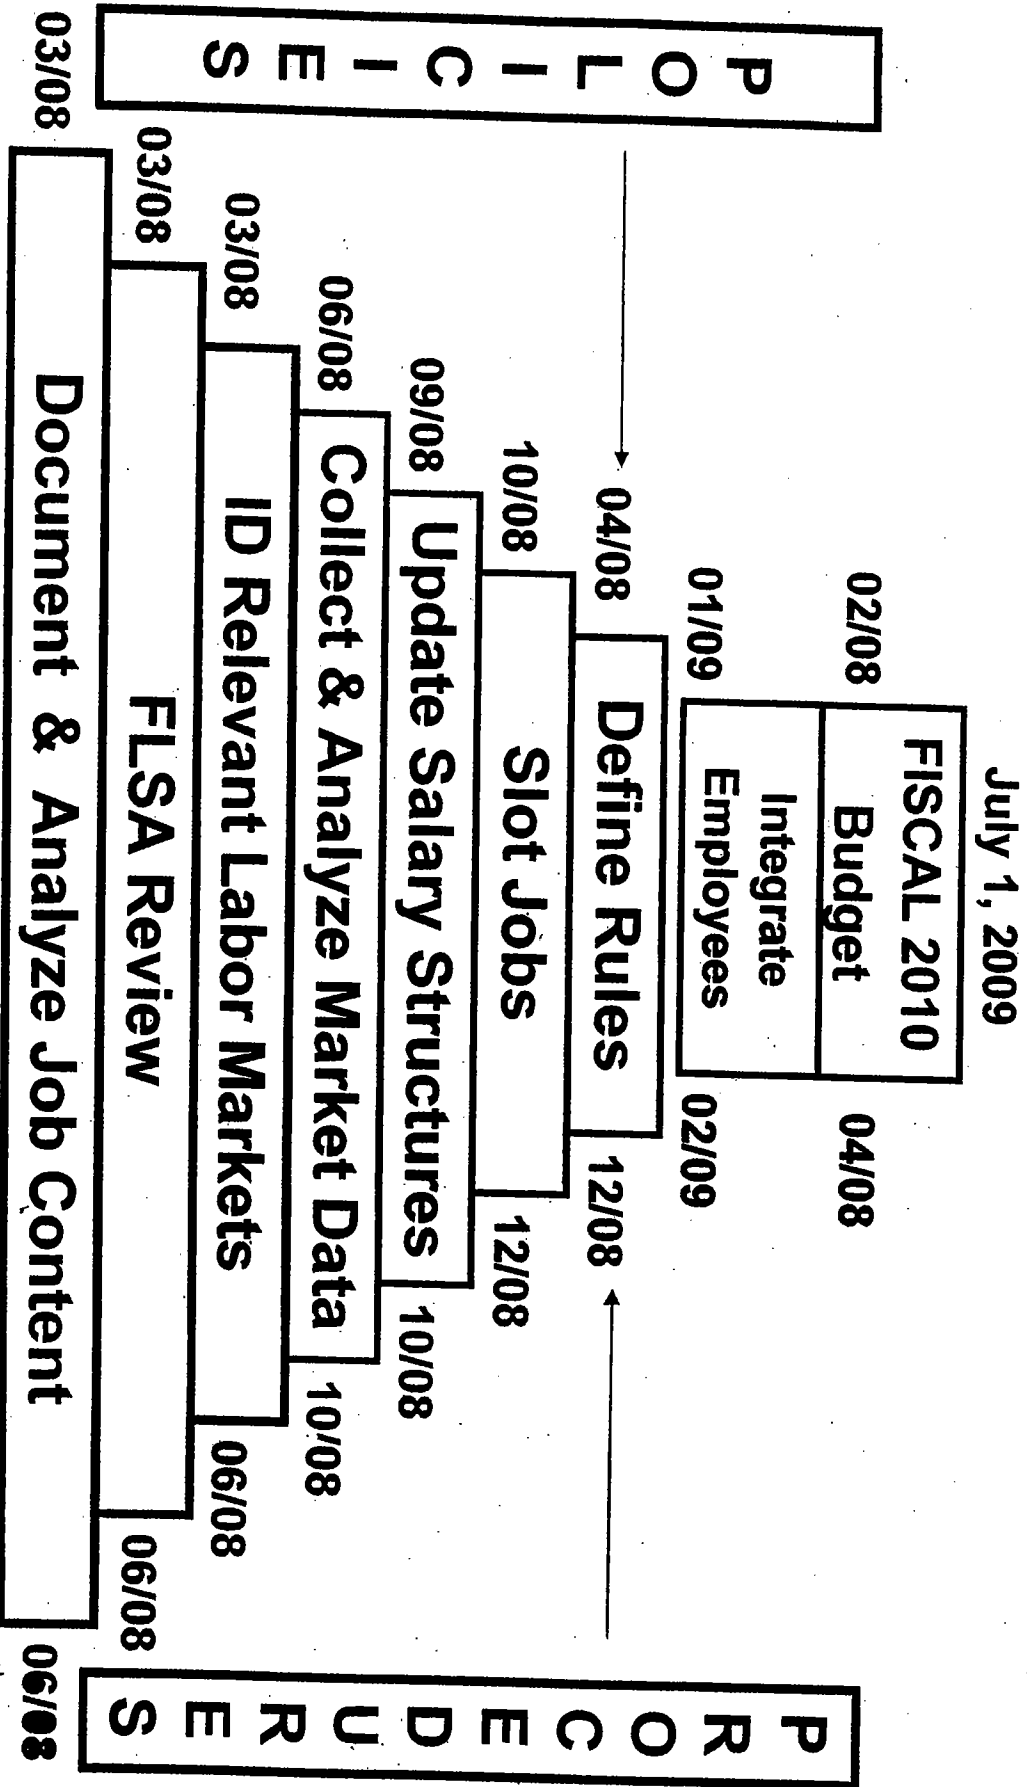 July 1, 2009
FISCAL 2010
02/08 Budget 04/08
Integrate
01/09 Employees 02/09
04/08 Define Rules 12/08
10/08 Slot Jobs 12/08
09/08 Update Salary Structures 10/08
06/08 Collect & Analyze Market Data 10/08
03/08 ID Relevant Labor Markets 06/08
03/08 FLSA Review 06/08
03/08 Document & Analyze Job Content 06/08
POLICIES
PROCEDURES